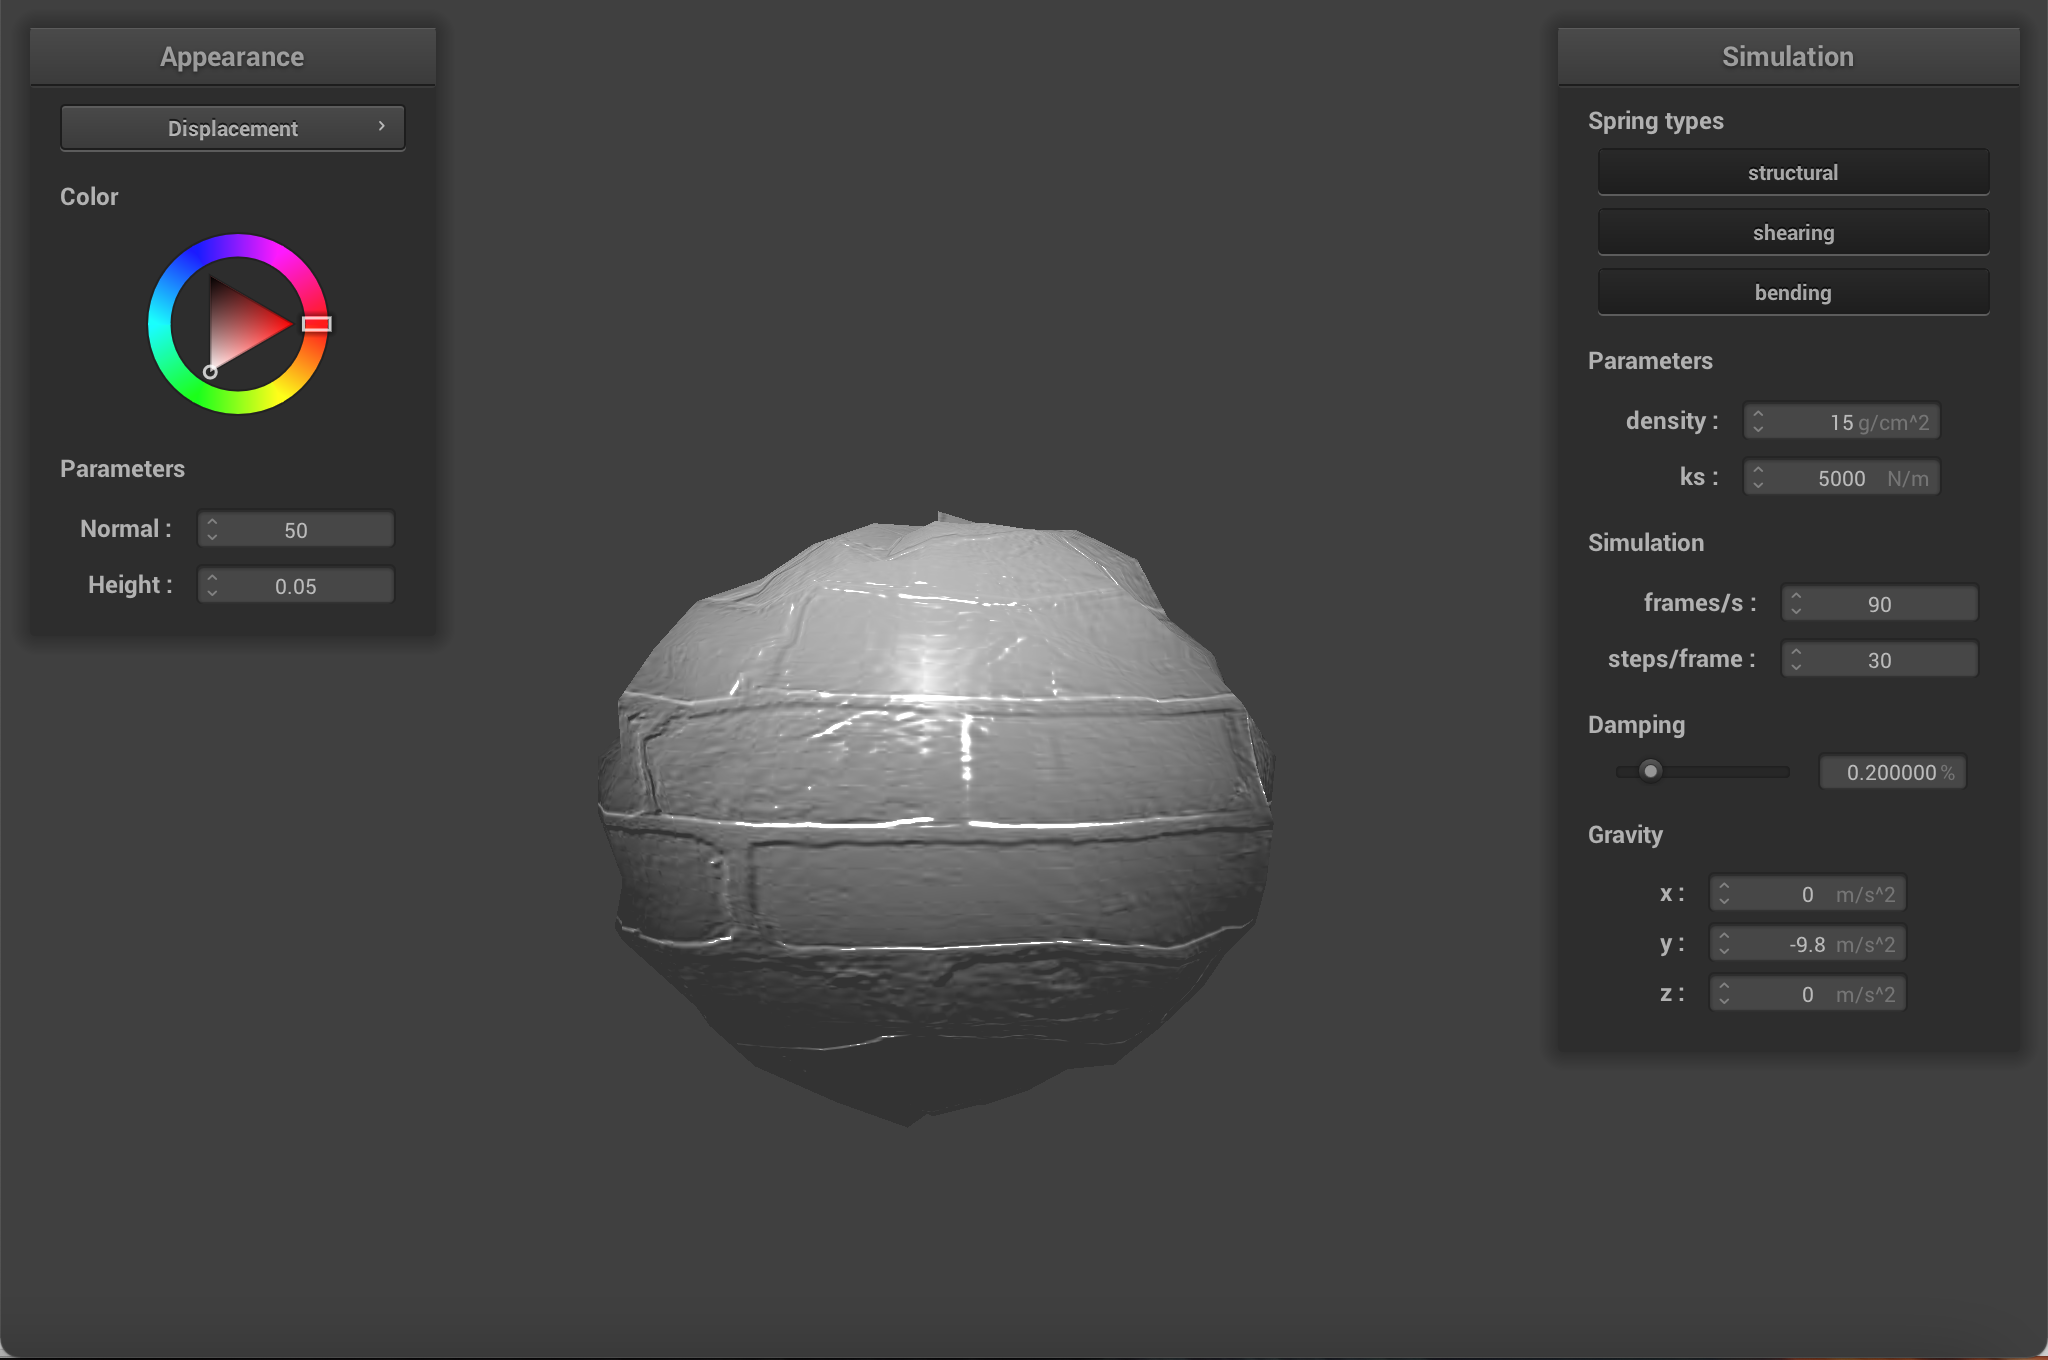 Appearance
Displacement
Color
Parameters
Normal : 50
Height : 0.05
Simulation
Spring types
structural
shearing
bending
Parameters
density : 15 g/cm^2
ks : 5000 N/m
Simulation
frames/s : 90
steps/frame : 30
Damping
0.200000 %
Gravity
x : 0 m/s^2
y : -9.8 m/s^2
z : 0 m/s^2